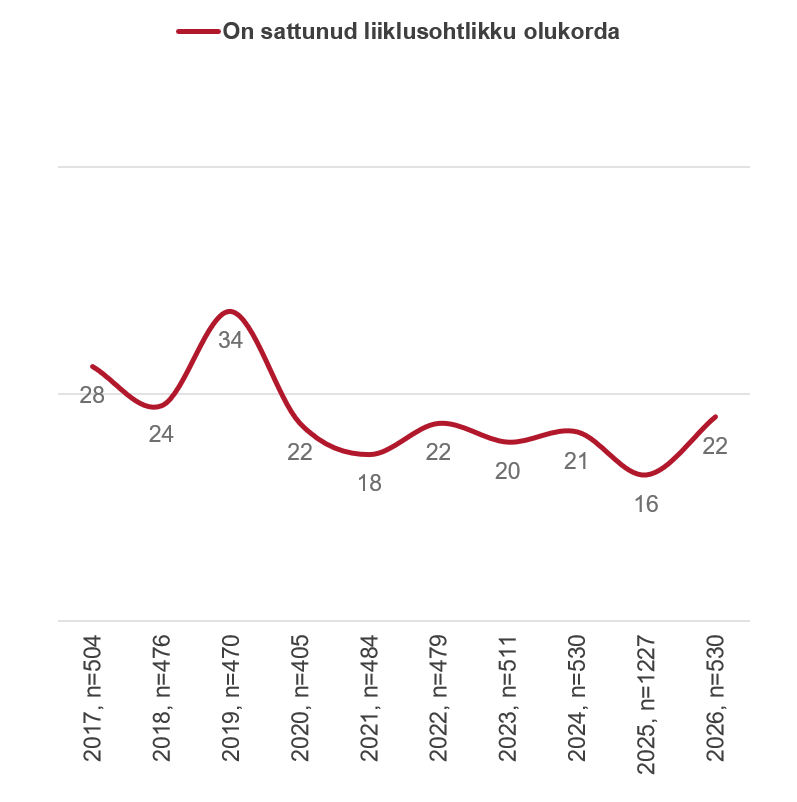 On sattunud liiklusohtlikku olukorda
28
24
34
22
18
22
20
21
16
22
2017, n=504
2018, n=476
2019, n=470
2020, n=405
2021, n=484
2022, n=479
2023, n=511
2024, n=530
2025, n=1227
2026, n=530